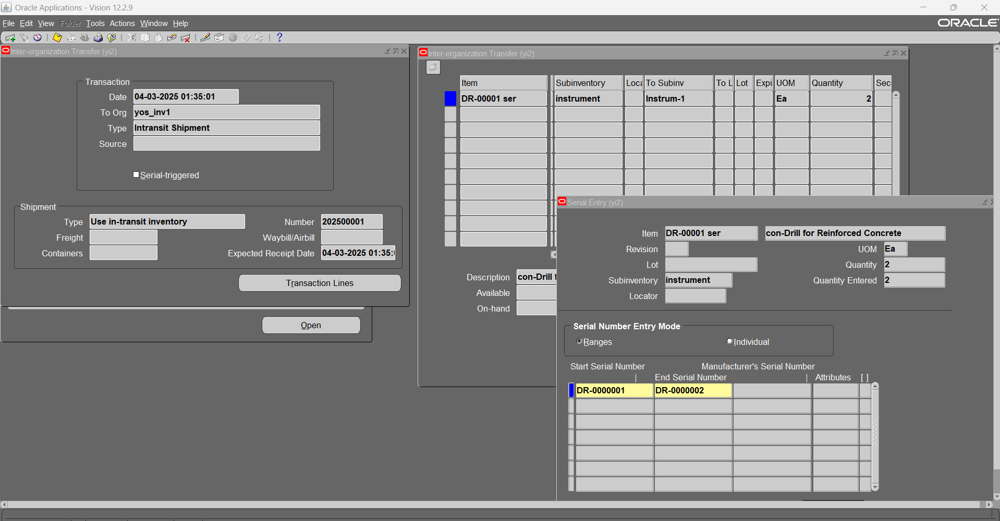 Oracle Applications - Vision 12.2.9
File Edit View Folder Tools Actions Window Help
ORACLE
Inter-organization Transfer (yi2)
Transaction
Date 04-03-2025 01:35:01
To Org yos_inv1
Type Intransit Shipment
Source
Serial-triggered
Shipment
Type Use in-transit inventory Number 202500001
Freight Waybill/Airbill
Containers Expected Receipt Date 04-03-2025 01:35:
Transaction Lines
Open
Inter-organization Transfer (yi2)
Item Subinventory Loca To Subinv To L Lot Expi UOM Quantity Sec
DR-00001 ser instrument Instrum-1 Ea 2
Description con-Drill f
Available
On-hand
Serial Entry (yi2)
Item DR-00001 ser con-Drill for Reinforced Concrete
Revision UOM Ea
Lot Quantity 2
Subinventory instrument Quantity Entered 2
Locator
Serial Number Entry Mode
Ranges Individual
Start Serial Number Manufacturer's Serial Number
End Serial Number Attributes [ ]
DR-0000001 DR-0000002